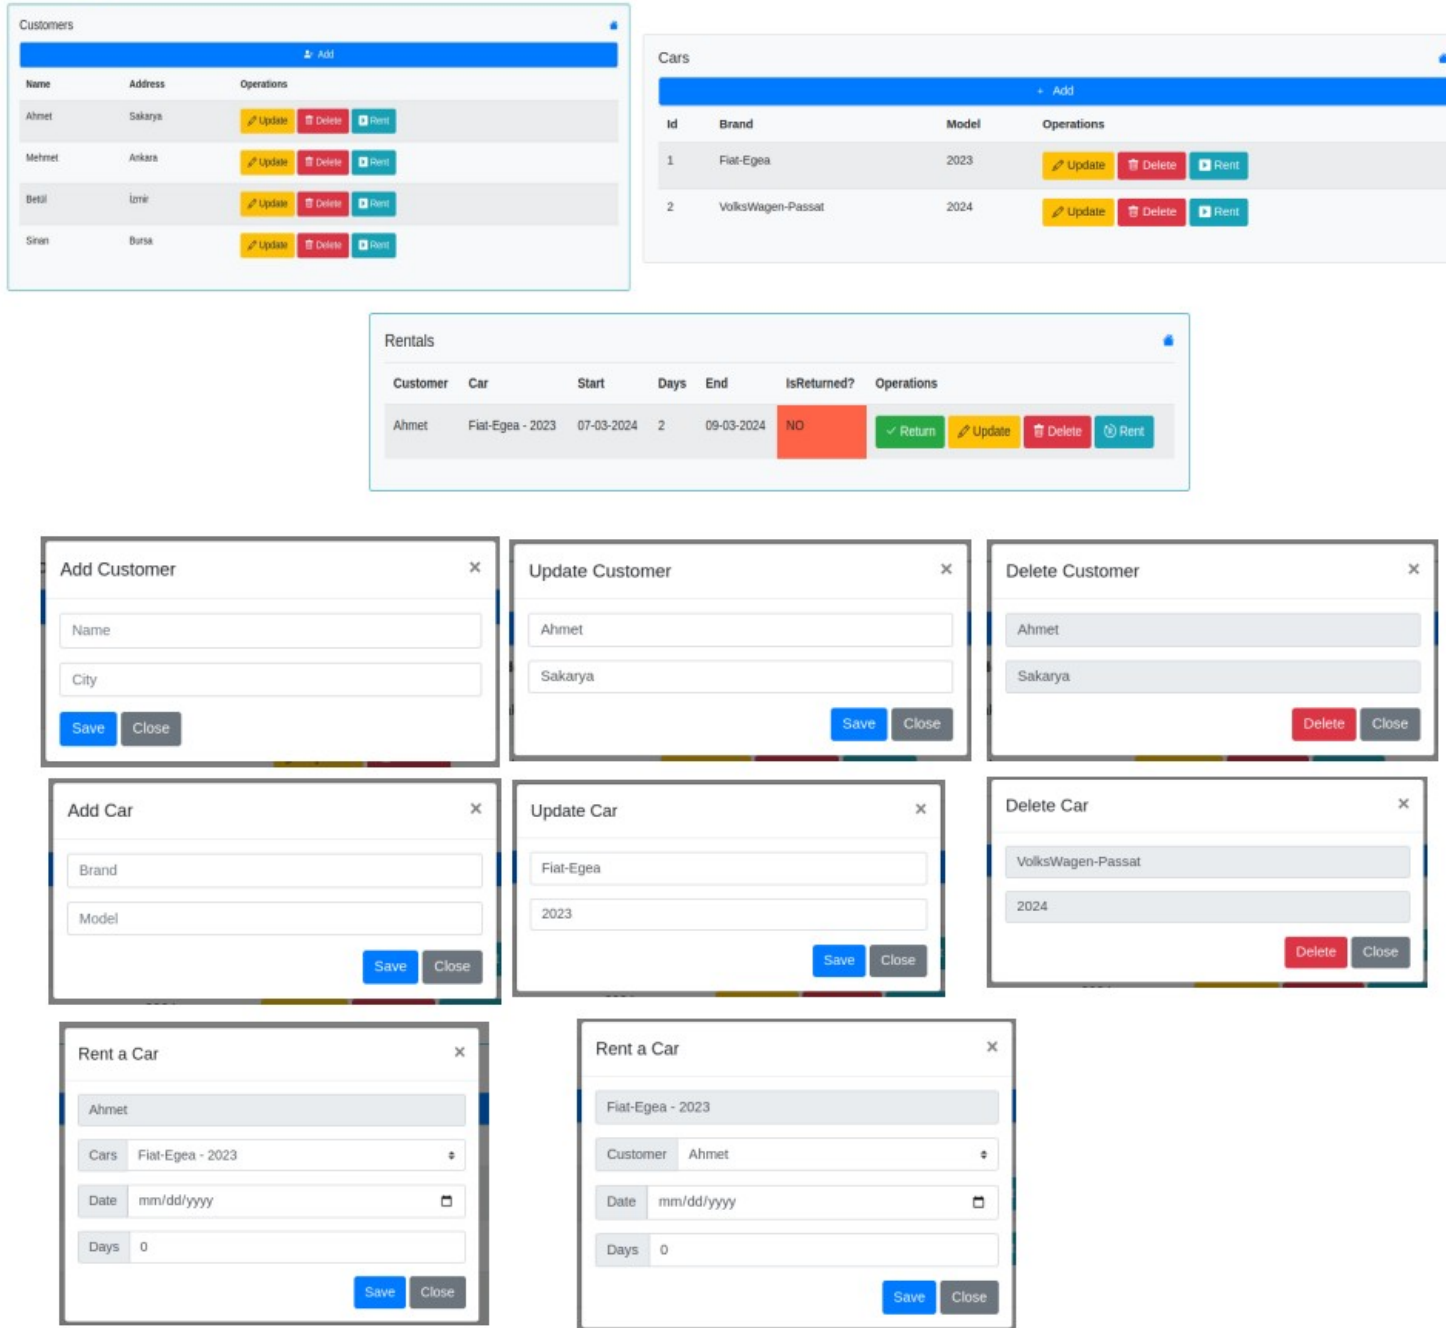 Customers
Add
Name Address Operations
Ahmet Sakarya Update Delete Rent
Mehmet Ankara Update Delete Rent
Betül İzmir Update Delete Rent
Sinan Bursa Update Delete Rent
Cars
+ Add
Id Brand Model Operations
1 Fiat-Egea 2023 Update Delete Rent
2 VolksWagen-Passat 2024 Update Delete Rent
Rentals
Customer Car Start Days End IsReturned? Operations
Ahmet Fiat-Egea - 2023 07-03-2024 2 09-03-2024 NO Return Update Delete Rent
Add Customer ×
Name
City
Save Close
Update Customer ×
Ahmet
Sakarya
Save Close
Delete Customer ×
Ahmet
Sakarya
Delete Close
Add Car ×
Brand
Model
Save Close
Update Car ×
Fiat-Egea
2023
Save Close
Delete Car ×
VolksWagen-Passat
2024
Delete Close
Rent a Car ×
Ahmet
Cars Fiat-Egea - 2023
Date mm/dd/yyyy
Days 0
Save Close
Rent a Car ×
Fiat-Egea - 2023
Customer Ahmet
Date mm/dd/yyyy
Days 0
Save Close